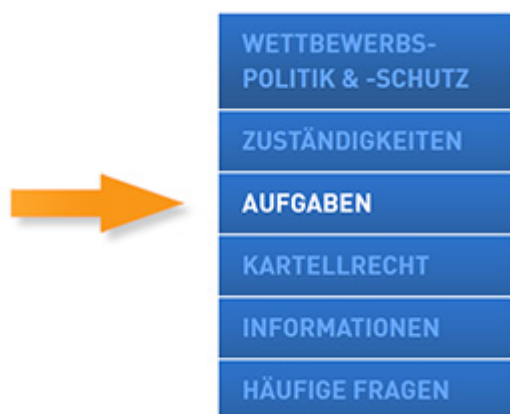 WETTBEWERBS-
POLITIK & -SCHUTZ
ZUSTÄNDIGKEITEN
AUFGABEN
KARTELLRECHT
INFORMATIONEN
HÄUFIGE FRAGEN